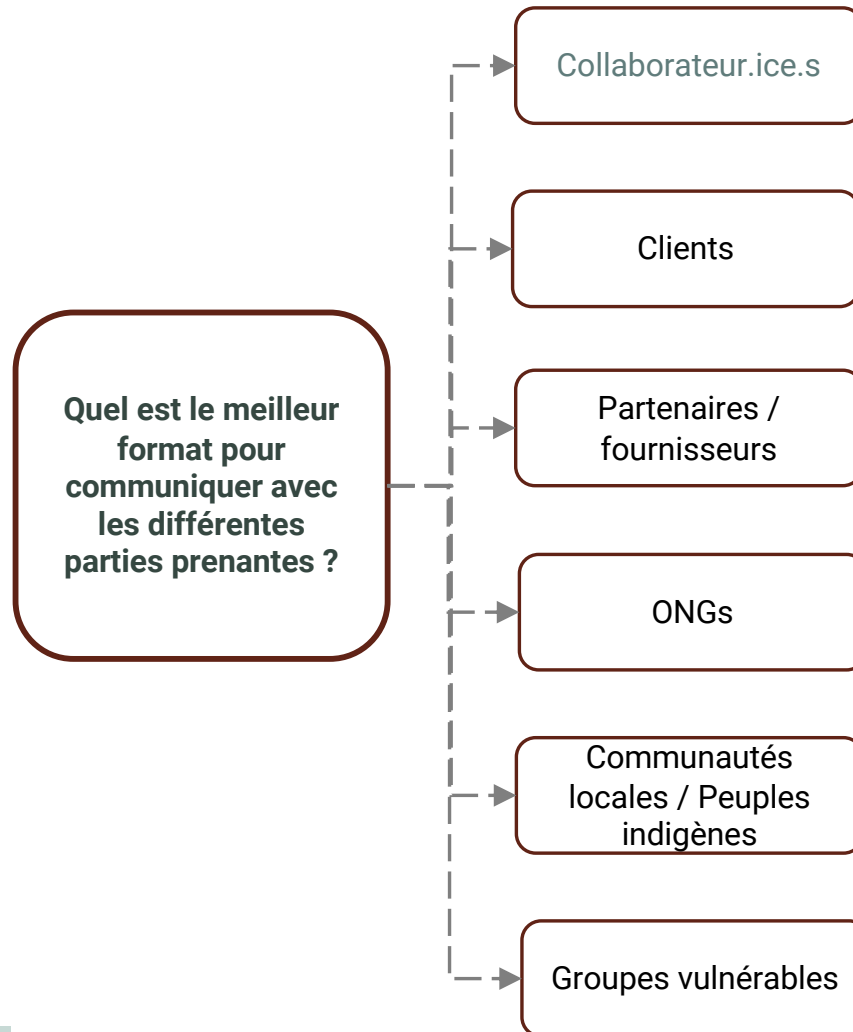 Collaborateur.ice.s
Clients
Quel est le meilleur
format pour
communiquer avec
les différentes
parties prenantes ?
Partenaires /
fournisseurs
ONGs
Communautés
locales / Peuples
indigènes
Groupes vulnérables